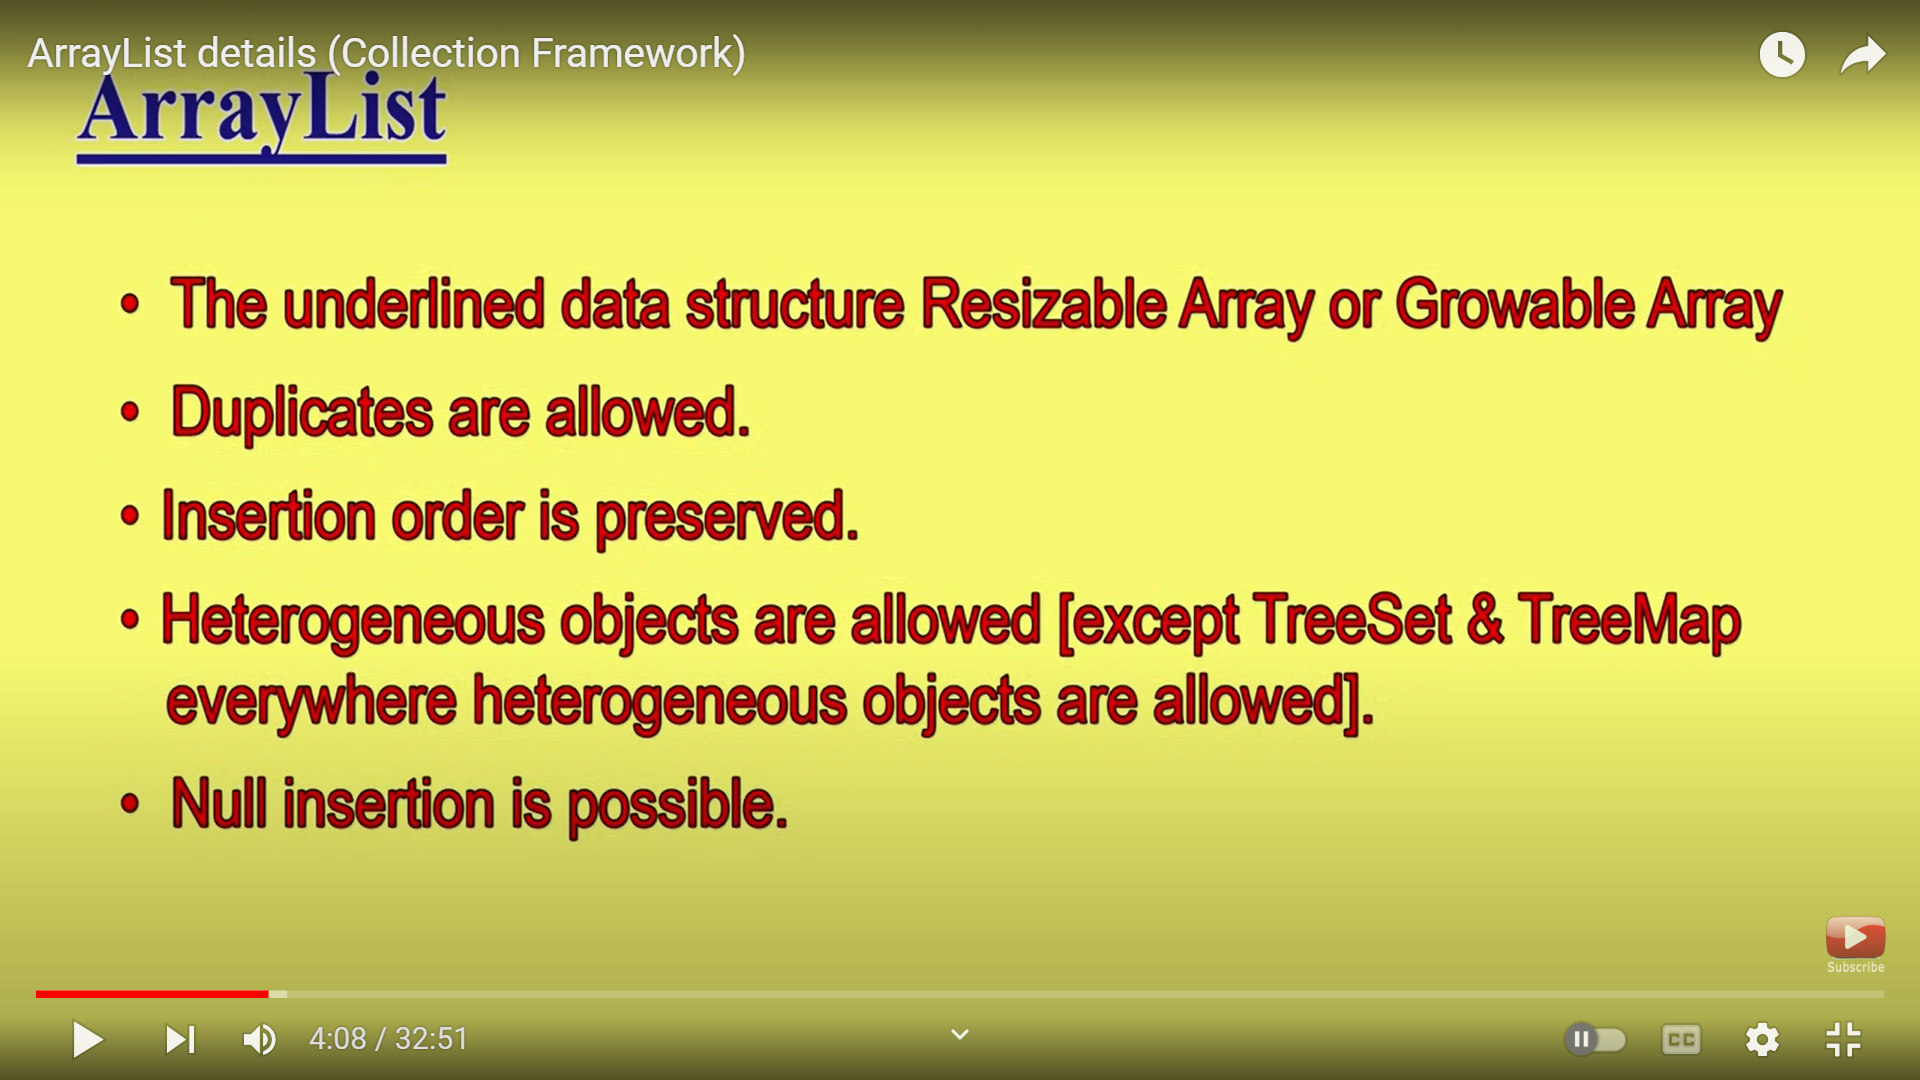 ArrayList details (Collection Framework)
ArrayList
• The underlined data structure Resizable Array or Growable Array
• Duplicates are allowed.
• Insertion order is preserved.
• Heterogeneous objects are allowed [except TreeSet & TreeMap
everywhere heterogeneous objects are allowed].
• Null insertion is possible.
Subscribe
4:08 / 32:51
CC